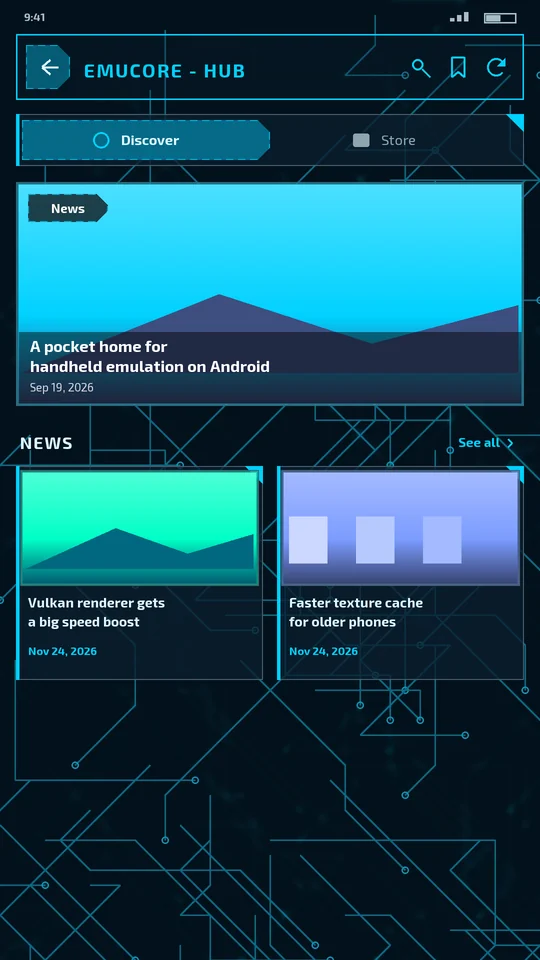 9:41
EMUCORE - HUB
Discover
Store
News
A pocket home for
handheld emulation on Android
Sep 19, 2026
NEWS
See all
Vulkan renderer gets
a big speed boost
Nov 24, 2026
Faster texture cache
for older phones
Nov 24, 2026